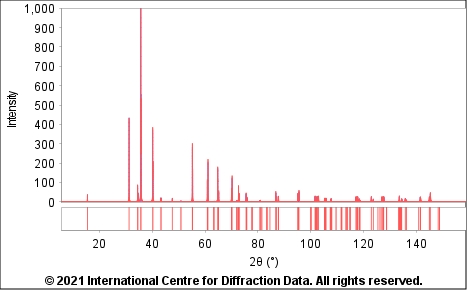 1,000
900
800
700
600
500
400
300
200
100
0
Intensity
20 40 60 80 100 120 140
2θ (°)
© 2021 International Centre for Diffraction Data. All rights reserved.